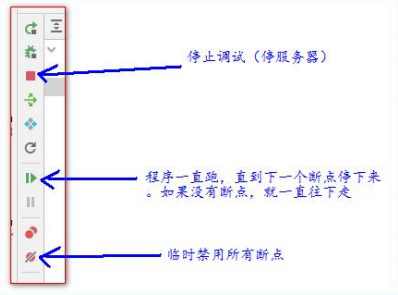 停止调试（停服务器）
程序一直跑，直到下一个断点停下来
。如果没有断点，就一直往下走
临时禁用所有断点